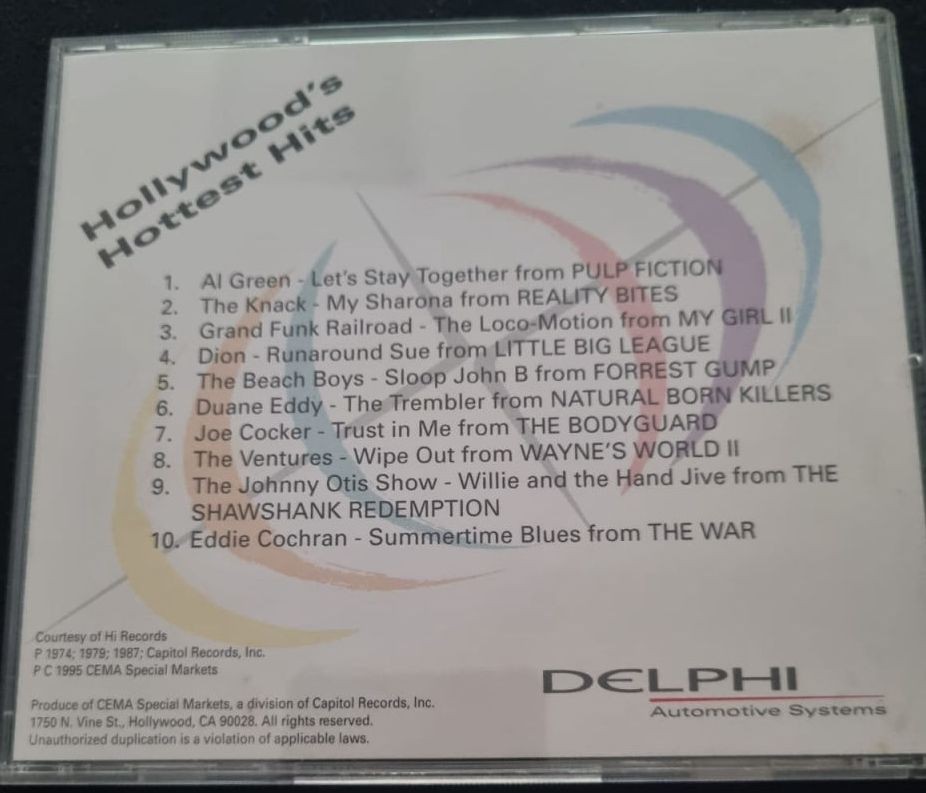 Hollywood's
Hottest Hits
1. Al Green - Let's Stay Together from PULP FICTION
2. The Knack - My Sharona from REALITY BITES
3. Grand Funk Railroad - The Loco-Motion from MY GIRL II
4. Dion - Runaround Sue from LITTLE BIG LEAGUE
5. The Beach Boys - Sloop John B from FORREST GUMP
6. Duane Eddy - The Trembler from NATURAL BORN KILLERS
7. Joe Cocker - Trust in Me from THE BODYGUARD
8. The Ventures - Wipe Out from WAYNE'S WORLD II
9. The Johnny Otis Show - Willie and the Hand Jive from THE
SHAWSHANK REDEMPTION
10. Eddie Cochran - Summertime Blues from THE WAR
Courtesy of Hi Records
P 1974; 1979; 1987; Capitol Records, Inc.
P C 1995 CEMA Special Markets
Produce of CEMA Special Markets, a division of Capitol Records, Inc.
1750 N. Vine St., Hollywood, CA 90028. All rights reserved.
Unauthorized duplication is a violation of applicable laws.
DELPHI
Automotive Systems